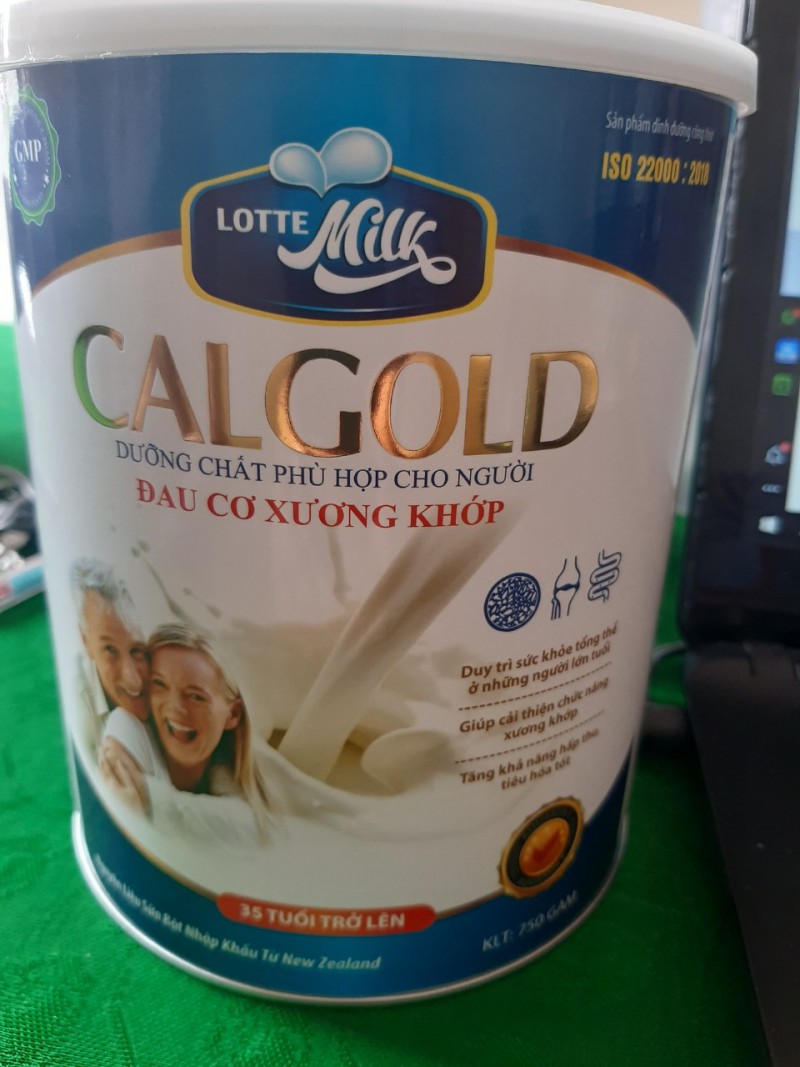 GMP
Sản phẩm dinh dưỡng công thức
ISO 22000 : 2018
LOTTE Milk
CALGOLD
DƯỠNG CHẤT PHÙ HỢP CHO NGƯỜI
ĐAU CƠ XƯƠNG KHỚP
Duy trì sức khỏe tổng thể
ở những người lớn tuổi
Giúp cải thiện chức năng
xương khớp
Tăng khả năng hấp thu
tiêu hóa tốt
35 TUỔI TRỞ LÊN
KLT: 750 GAM
Nguyên Liệu Sữa Bột Nhập Khẩu Từ New Zealand